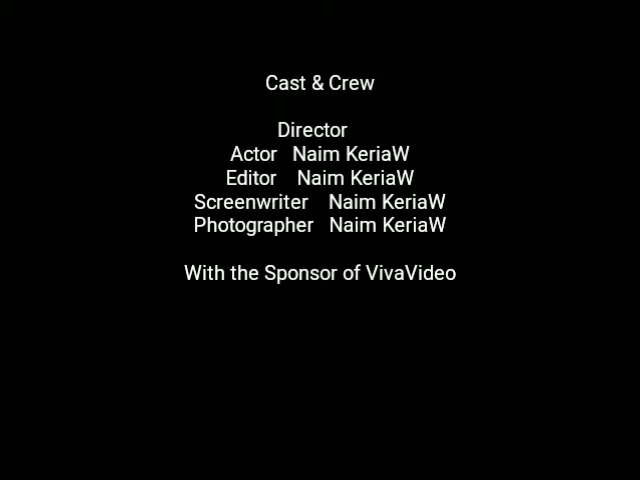 Cast & Crew
Director
Actor Naim KeriaW
Editor Naim KeriaW
Screenwriter Naim KeriaW
Photographer Naim KeriaW
With the Sponsor of VivaVideo